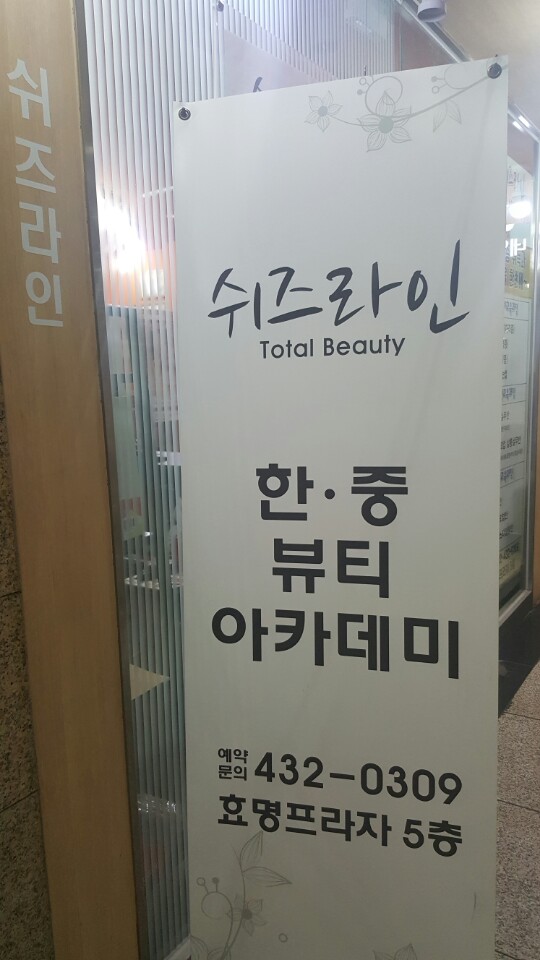 쉬즈라인
쉬즈라인
Total Beauty
한·중
뷰티
아카데미
예약
문의 432-0309
효명프라자 5층